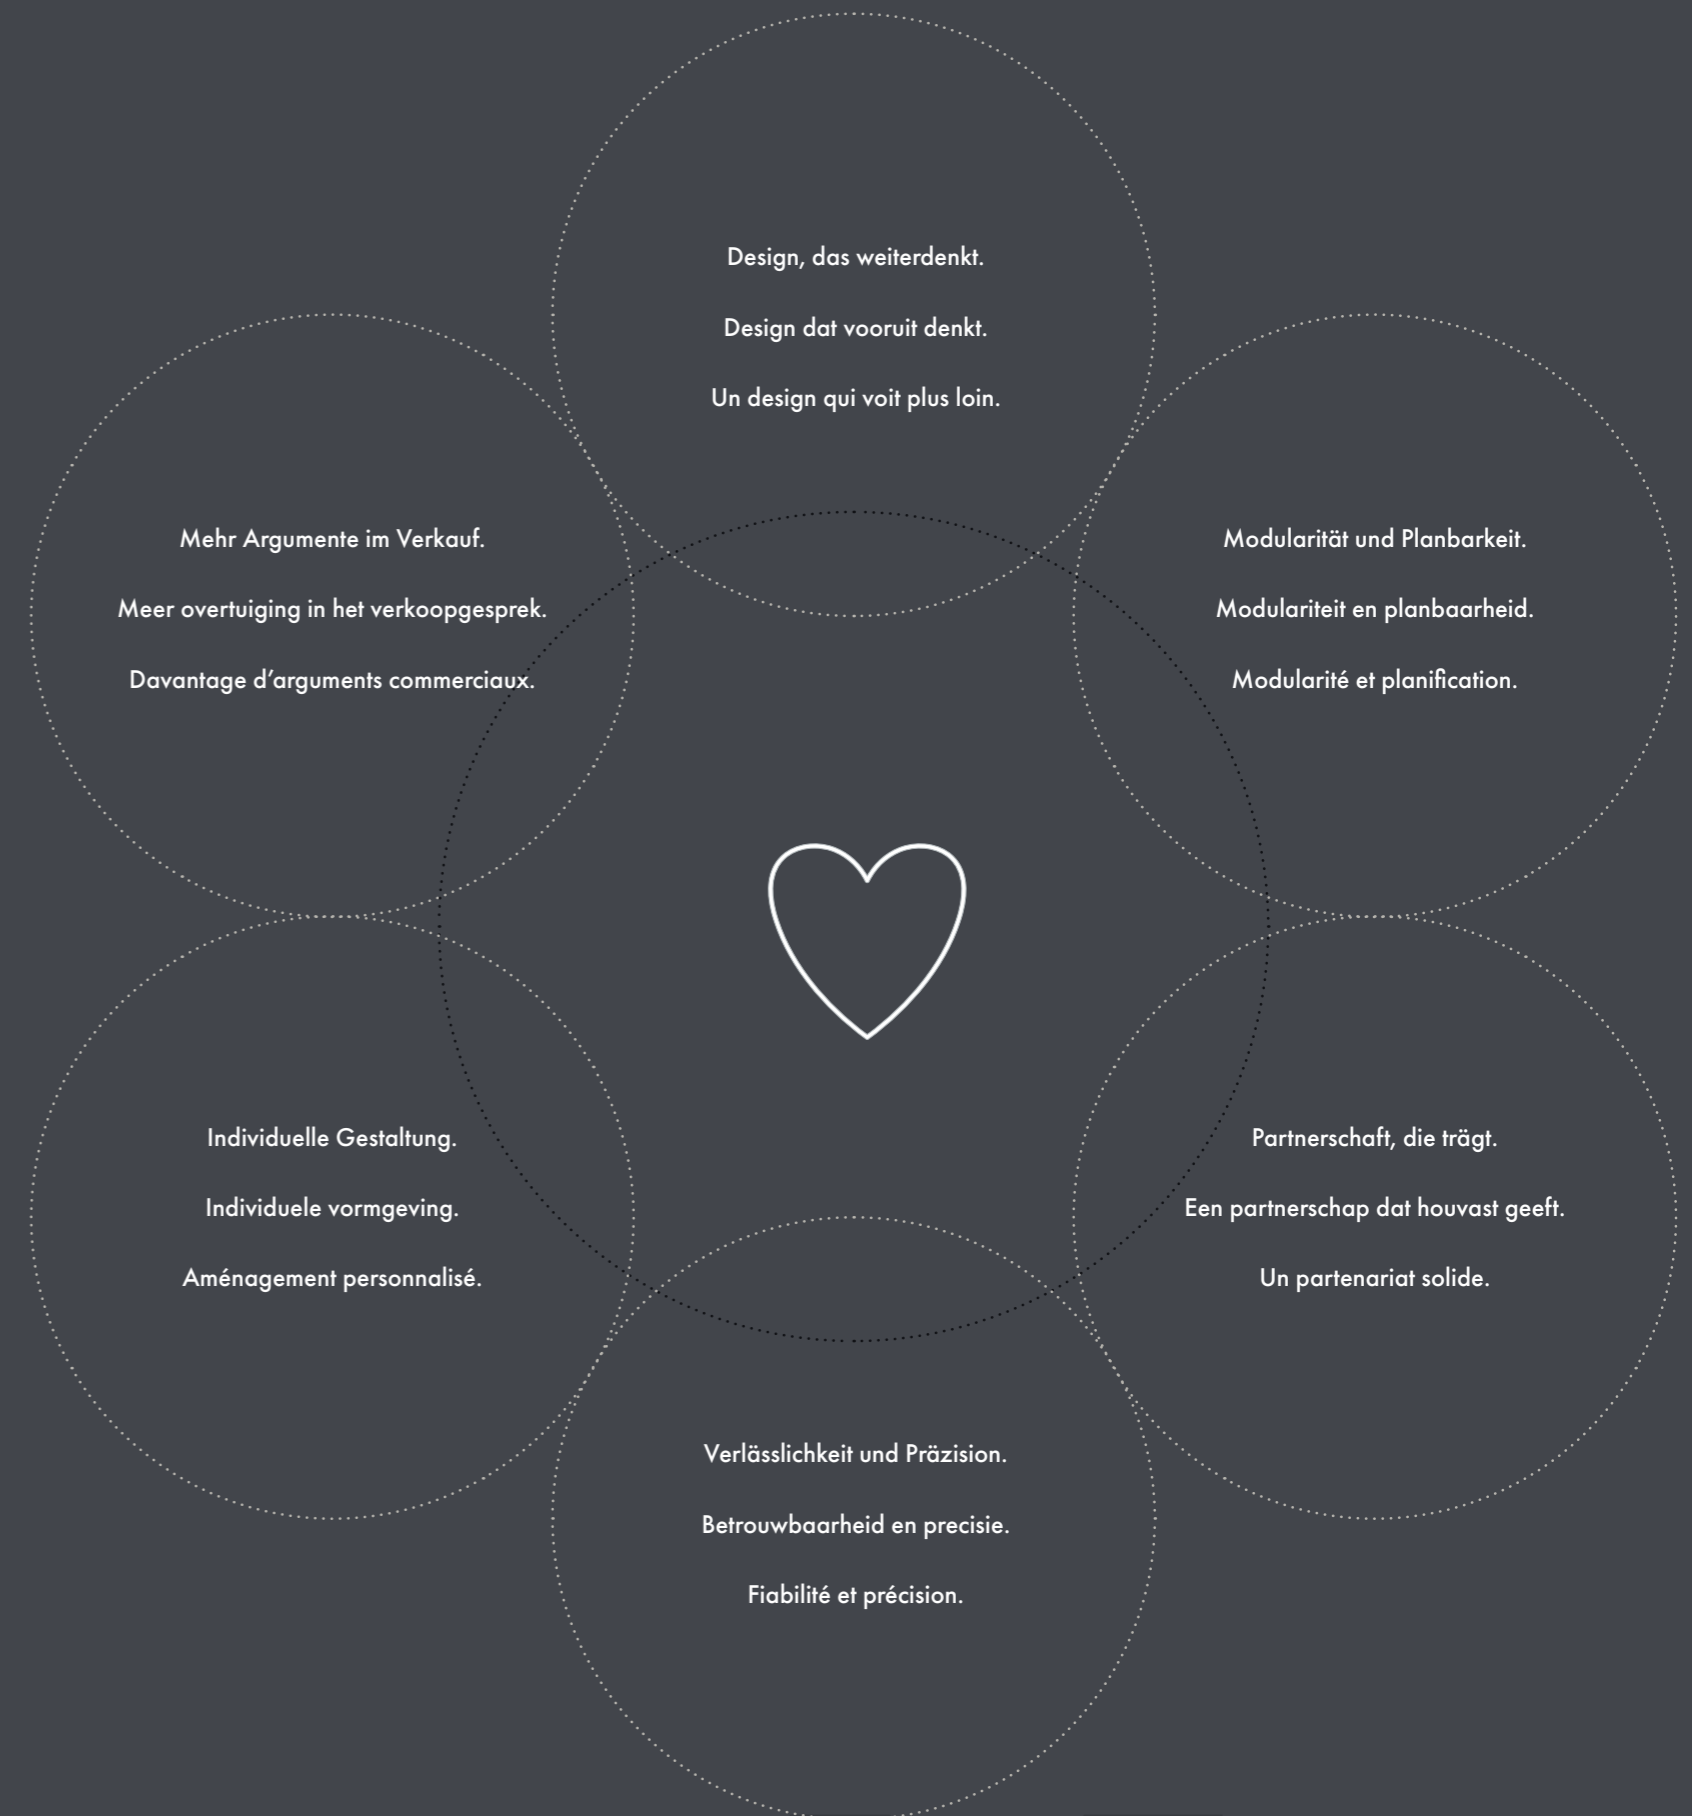 Design, das weiterdenkt.
Design dat vooruit denkt.
Un design qui voit plus loin.
Mehr Argumente im Verkauf.
Meer overtuiging in het verkoopgesprek.
Davantage d’arguments commerciaux.
Modularität und Planbarkeit.
Modulariteit en planbaarheid.
Modularité et planification.
Individuelle Gestaltung.
Individuele vormgeving.
Aménagement personnalisé.
Partnerschaft, die trägt.
Een partnerschap dat houvast geeft.
Un partenariat solide.
Verlässlichkeit und Präzision.
Betrouwbaarheid en precisie.
Fiabilité et précision.